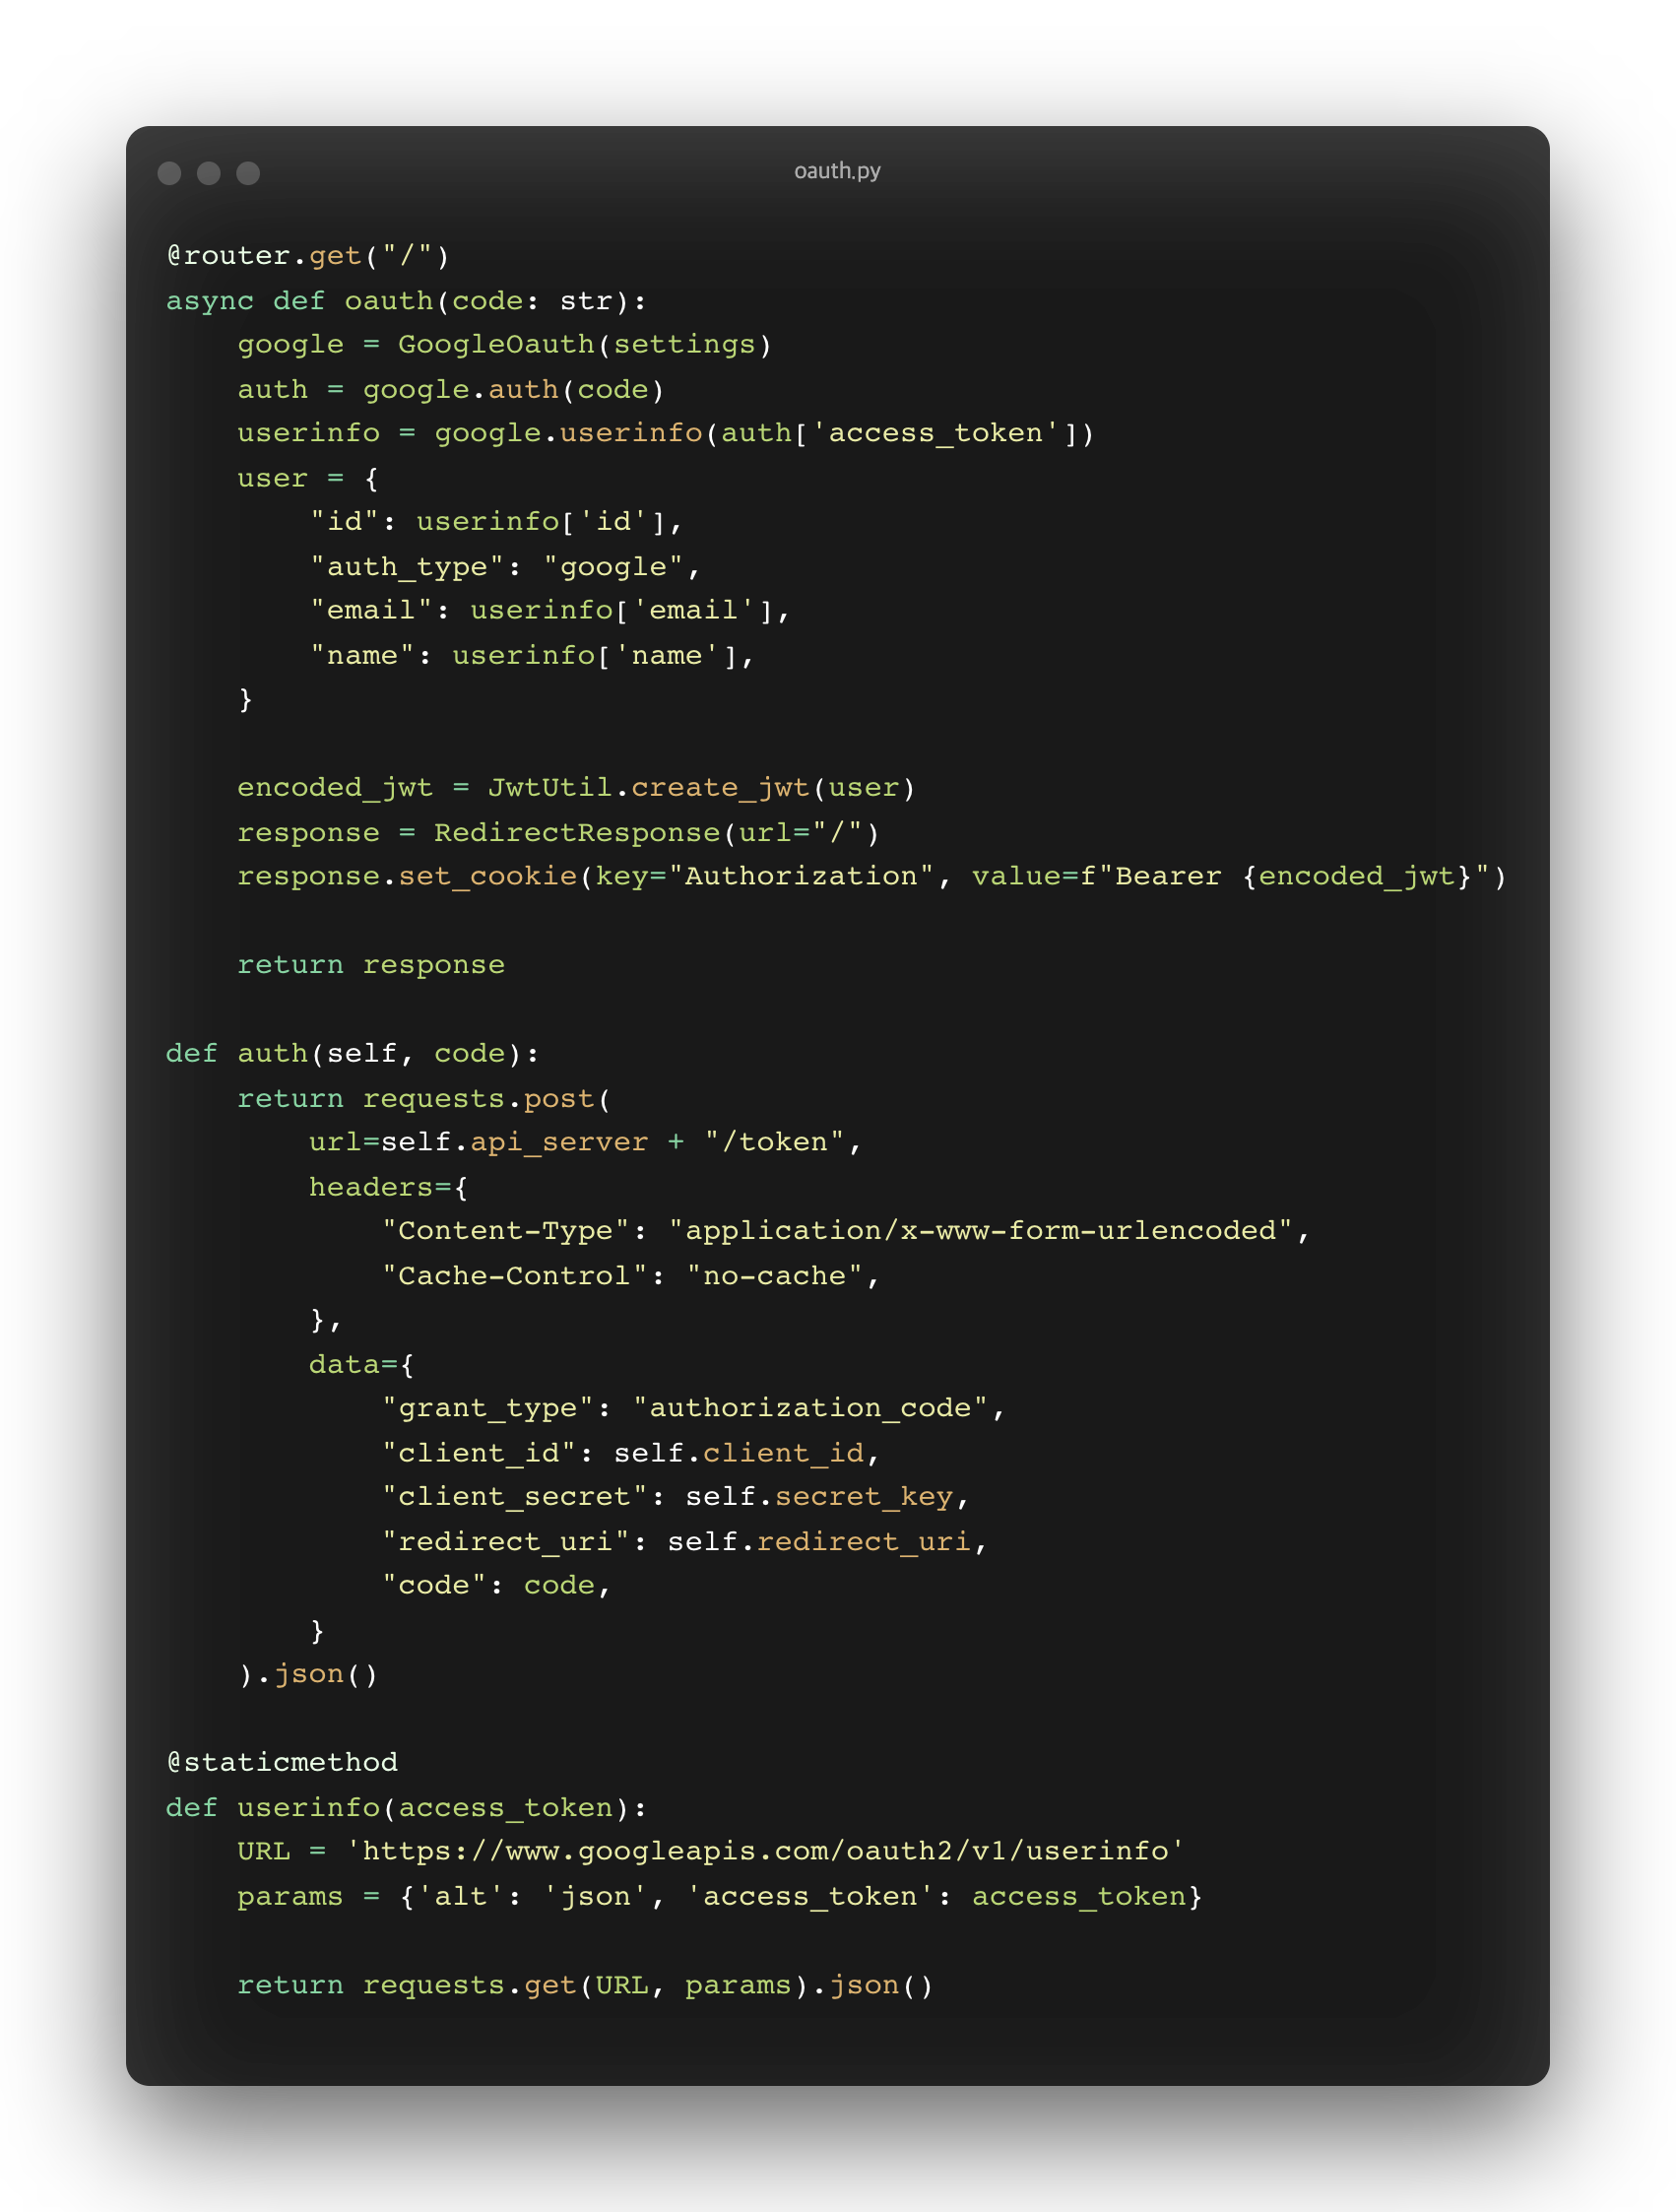 oauth.py
@router.get("/")
async def oauth(code: str):
    google = GoogleOauth(settings)
    auth = google.auth(code)
    userinfo = google.userinfo(auth['access_token'])
    user = {
        "id": userinfo['id'],
        "auth_type": "google",
        "email": userinfo['email'],
        "name": userinfo['name'],
    }
    encoded_jwt = JwtUtil.create_jwt(user)
    response = RedirectResponse(url="/")
    response.set_cookie(key="Authorization", value=f"Bearer {encoded_jwt}")
    return response
def auth(self, code):
    return requests.post(
        url=self.api_server + "/token",
        headers={
            "Content-Type": "application/x-www-form-urlencoded",
            "Cache-Control": "no-cache",
        },
        data={
            "grant_type": "authorization_code",
            "client_id": self.client_id,
            "client_secret": self.secret_key,
            "redirect_uri": self.redirect_uri,
            "code": code,
        }
    ).json()
@staticmethod
def userinfo(access_token):
    URL = 'https://www.googleapis.com/oauth2/v1/userinfo'
    params = {'alt': 'json', 'access_token': access_token}
    return requests.get(URL, params).json()